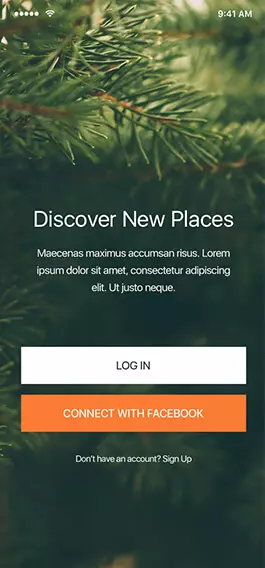 9:41 AM
Discover New Places
Maecenas maximus accumsan risus. Lorem
ipsum dolor sit amet, consectetur adipiscing
elit. Ut justo neque.
LOG IN
CONNECT WITH FACEBOOK
Don't have an account? Sign Up